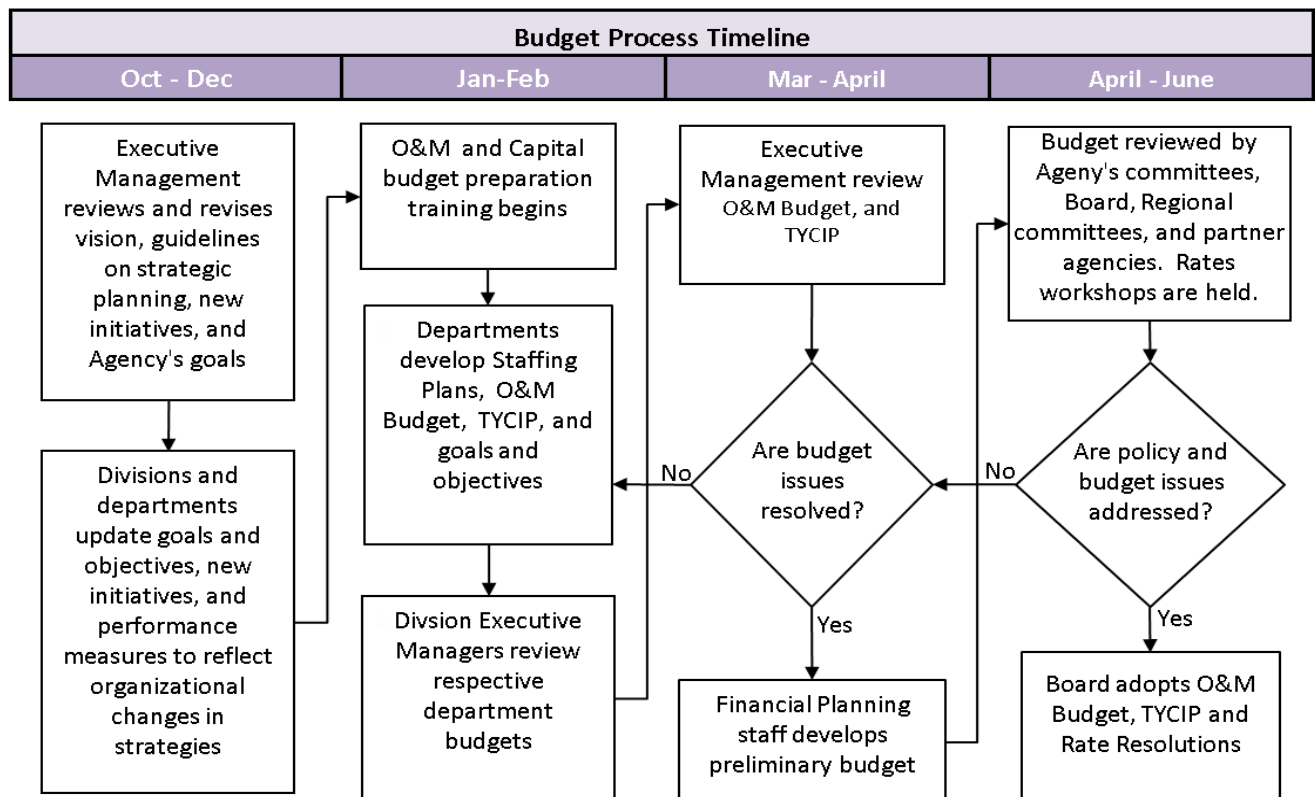 Budget Process Timeline
Oct - Dec
Jan-Feb
Mar - April
April - June
Executive
Management
reviews and revises
vision, guidelines
on strategic
planning, new
initiatives, and
Agency's goals
Divisions and
departments
update goals and
objectives, new
initiatives, and
performance
measures to reflect
organizational
changes in
strategies
O&M and Capital
budget preparation
training begins
Departments
develop Staffing
Plans, O&M
Budget, TYCIP, and
goals and
objectives
Divsion Executive
Managers review
respective
department
budgets
Executive
Management review
O&M Budget, and
TYCIP
Are budget
issues
resolved?
No
Yes
Financial Planning
staff develops
preliminary budget
Budget reviewed by
Ageny's committees,
Board, Regional
committees, and partner
agencies. Rates
workshops are held.
Are policy and
budget issues
addressed?
No
Yes
Board adopts O&M
Budget, TYCIP and
Rate Resolutions